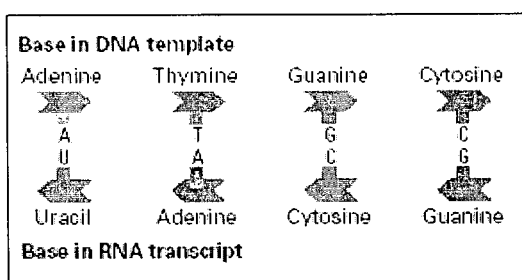 Base in DNA template
Adenine Thymine Guanine Cytosine
A T G C
U A C G
Uracil Adenine Cytosine Guanine
Base in RNA transcript